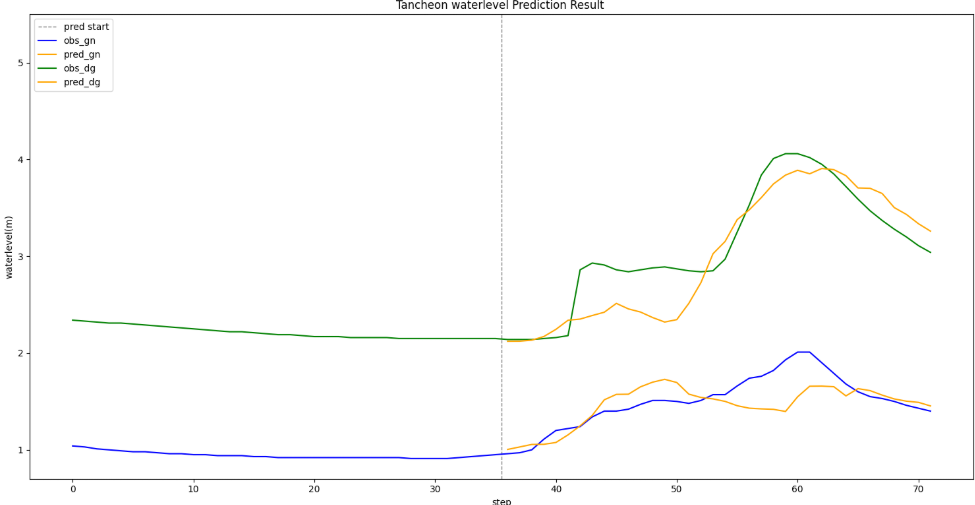 Tancheon waterlevel Prediction Result
pred start
obs_gn
pred_gn
obs_dg
pred_dg
waterlevel(m)
5
4
3
2
1
0 10 20 30 40 50 60 70
step